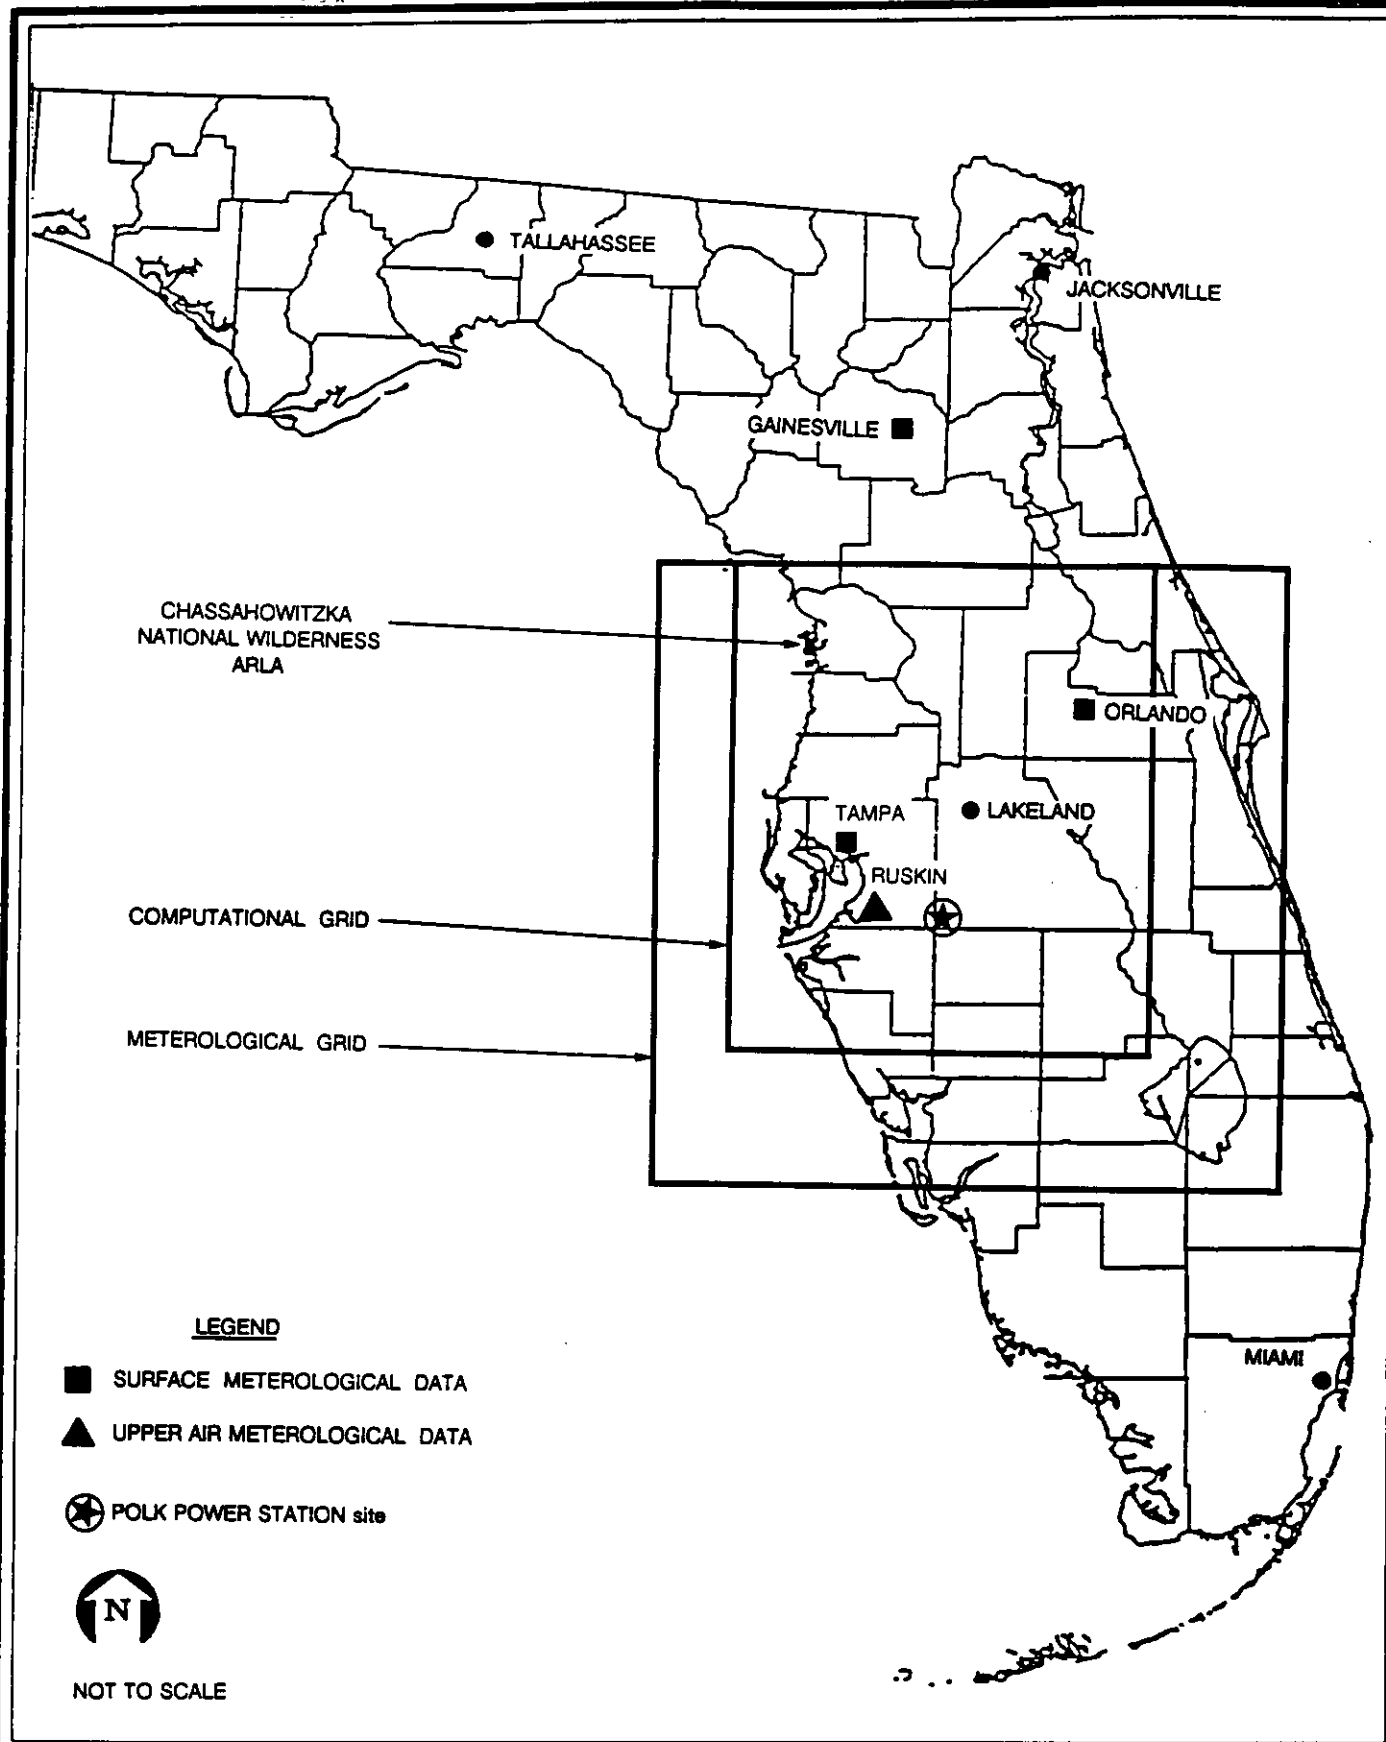 TALLAHASSEE
JACKSONVILLE
GAINESVILLE
CHASSAHOWITZKA
NATIONAL WILDERNESS
ARLA
ORLANDO
TAMPA
LAKELAND
RUSKIN
COMPUTATIONAL GRID
METEROLOGICAL GRID
MIAMI
LEGEND
SURFACE METEROLOGICAL DATA
UPPER AIR METEROLOGICAL DATA
POLK POWER STATION site
N
NOT TO SCALE